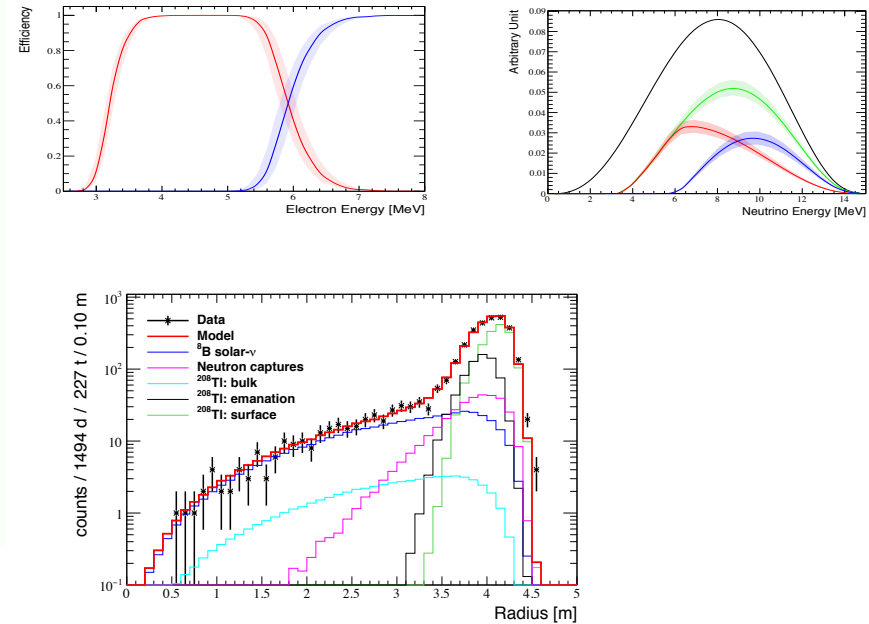 Efficiency
1
0.8
0.6
0.4
0.2
0
3 4 5 6 7 8
Electron Energy [MeV]
Arbitrary Unit
0.09
0.08
0.07
0.06
0.05
0.04
0.03
0.02
0.01
0
0 2 4 6 8 10 12 14
Neutrino Energy [MeV]
counts / 1494 d / 227 t / 0.10 m
10³
10²
10
1
10⁻¹
Data
Model
⁸B solar-ν
Neutron captures
²⁰⁸Tl: bulk
²⁰⁸Tl: emanation
²⁰⁸Tl: surface
0 0.5 1 1.5 2 2.5 3 3.5 4 4.5 5
Radius [m]